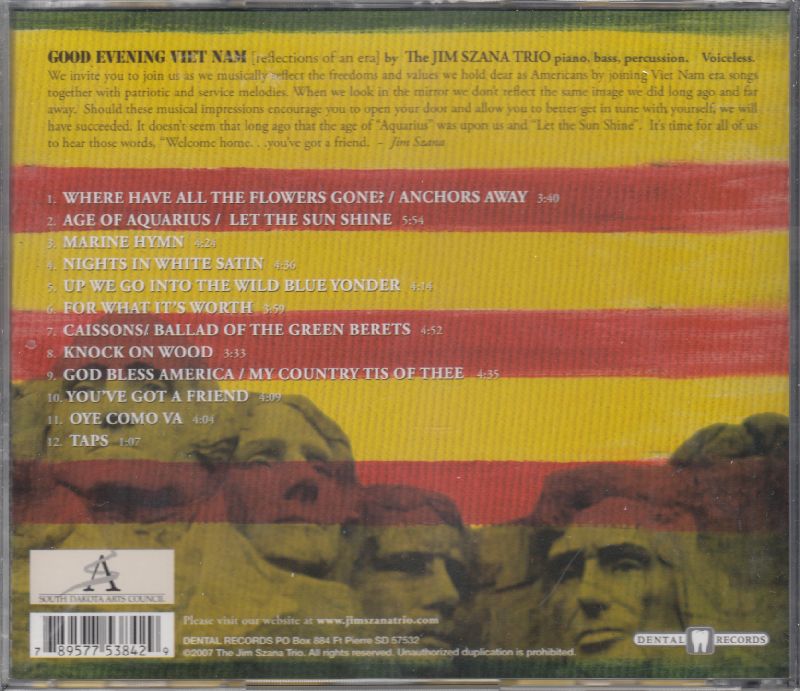 GOOD EVENING VIET NAM [reflections of an era] by The JIM SZANA TRIO piano, bass, percussion. Voiceless.
We invite you to join us as we musically reflect the freedoms and values we hold dear as Americans by joining Viet Nam era songs
together with patriotic and service melodies. When we look in the mirror we don't reflect the same image we did long ago and far
away. Should these musical impressions encourage you to open your door and allow you to better get in tune with yourself, we will
have succeeded. It doesn't seem that long ago that the age of "Aquarius" was upon us and "Let the Sun Shine". It's time for all of us
to hear those words, "Welcome home. . .you've got a friend. - Jim Szana
1. WHERE HAVE ALL THE FLOWERS GONE? / ANCHORS AWAY 3:40
2. AGE OF AQUARIUS / LET THE SUN SHINE 5:54
3. MARINE HYMN 4:24
4. NIGHTS IN WHITE SATIN 4:36
5. UP WE GO INTO THE WILD BLUE YONDER 4:14
6. FOR WHAT IT'S WORTH 3:59
7. CAISSONS/ BALLAD OF THE GREEN BERETS 4:52
8. KNOCK ON WOOD 3:33
9. GOD BLESS AMERICA / MY COUNTRY TIS OF THEE 4:35
10. YOU'VE GOT A FRIEND 4:09
11. OYE COMO VA 4:04
12. TAPS 1:07
A
SOUTH DAKOTA ARTS COUNCIL
7 89577 53842 9
Please visit our website at www.jimszanatrio.com
DENTAL RECORDS PO Box 884 Ft Pierre SD 57532
©2007 The Jim Szana Trio. All rights reserved. Unauthorized duplication is prohibited.
DENTAL RECORDS